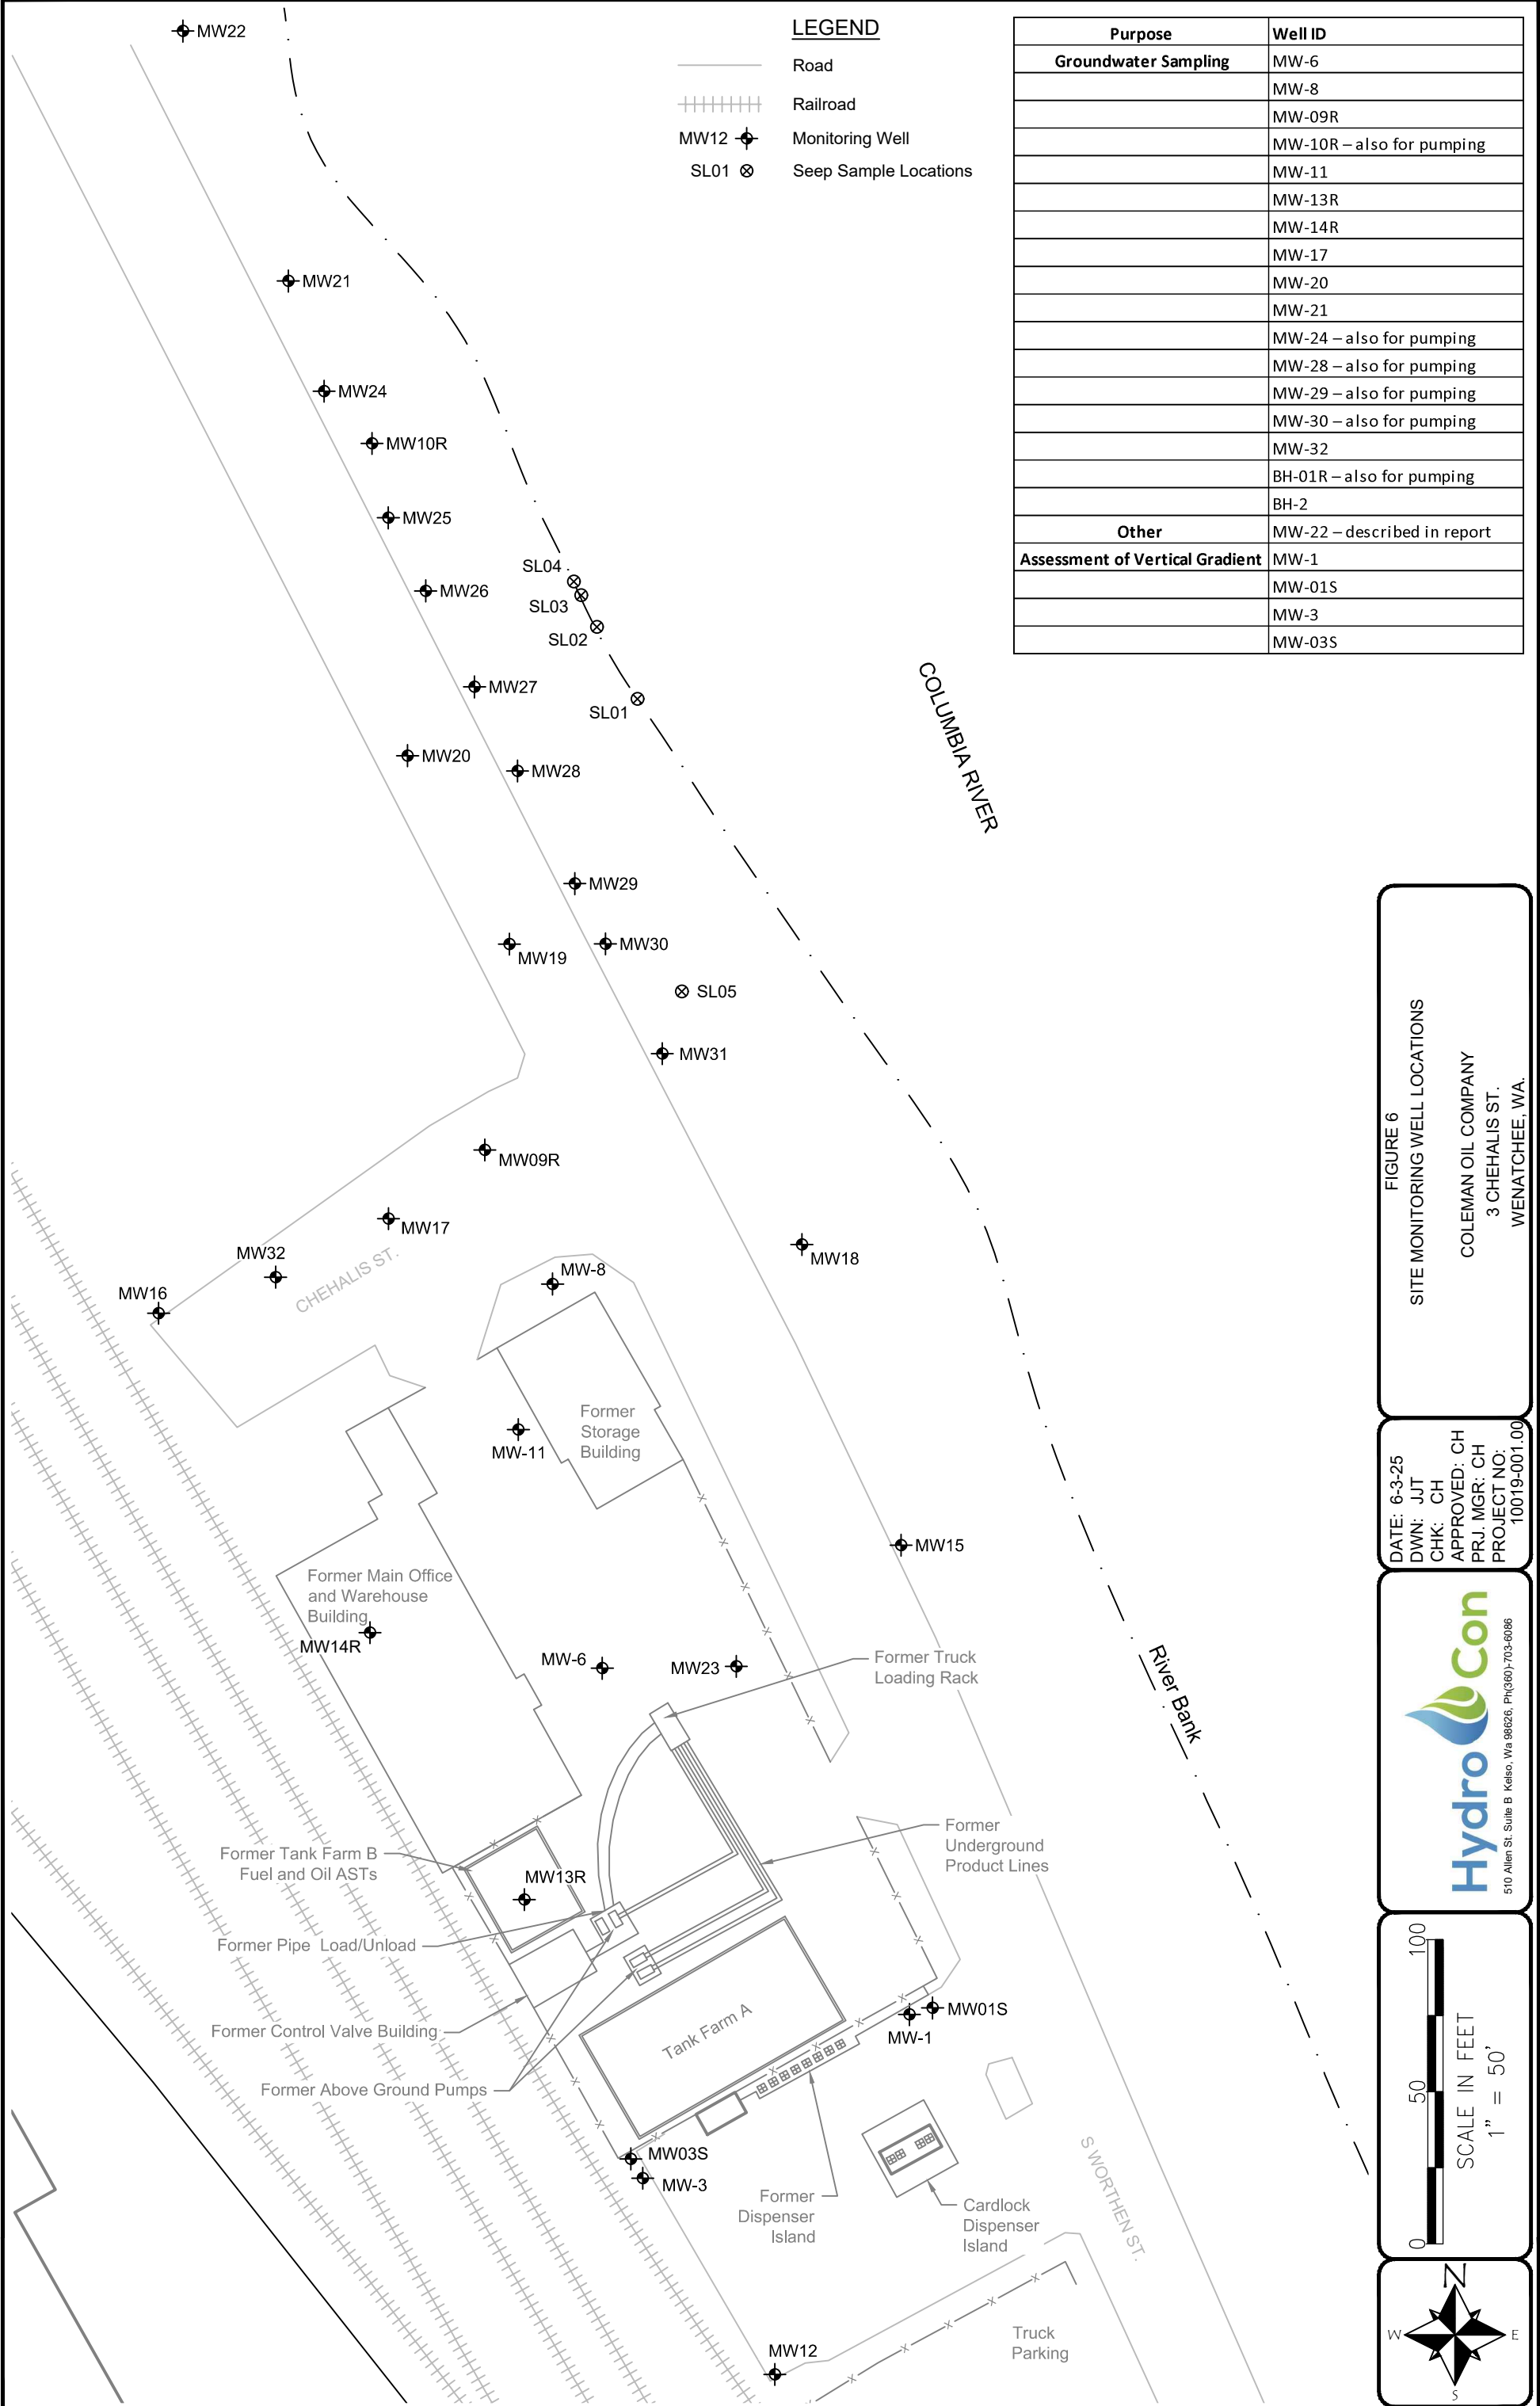 MW22
LEGEND
Road
Railroad
MW12 Monitoring Well
SL01 Seep Sample Locations
Purpose Well ID
Groundwater Sampling MW-6
MW-8
MW-09R
MW-10R – also for pumping
MW-11
MW-13R
MW-14R
MW-17
MW-20
MW-21
MW-24 – also for pumping
MW-28 – also for pumping
MW-29 – also for pumping
MW-30 – also for pumping
MW-32
BH-01R – also for pumping
BH-2
Other MW-22 – described in report
Assessment of Vertical Gradient MW-1
MW-01S
MW-3
MW-03S
MW21
MW24
MW10R
MW25
SL04
MW26
SL03
SL02
MW27
SL01
COLUMBIA RIVER
MW20
MW28
MW29
MW30
MW19
SL05
MW31
MW09R
MW17
MW32
CHEHALIS ST.
MW18
MW-8
MW16
Former
Storage
Building
MW-11
MW15
Former Main Office
and Warehouse
Building
MW14R
MW-6
MW23
Former Truck
Loading Rack
River Bank
Former
Underground
Product Lines
Former Tank Farm B
Fuel and Oil ASTs
MW13R
Former Pipe Load/Unload
Former Control Valve Building
Tank Farm A
MW01S
MW-1
Former Above Ground Pumps
MW03S
MW-3
Former
Dispenser
Island
Cardlock
Dispenser
Island
S WORTHEN ST.
MW12
Truck
Parking
FIGURE 6
SITE MONITORING WELL LOCATIONS
COLEMAN OIL COMPANY
3 CHEHALIS ST.
WENATCHEE, WA.
DATE: 6-3-25
DWN: JJT
CHK: CH
APPROVED: CH
PRJ. MGR: CH
PROJECT NO:
10019-001.00
HydroCon
510 Allen St. Suite B Kelso, Wa 98626, Ph(360)-703-6086
0 50 100
SCALE IN FEET
1" = 50'
N
W E
S